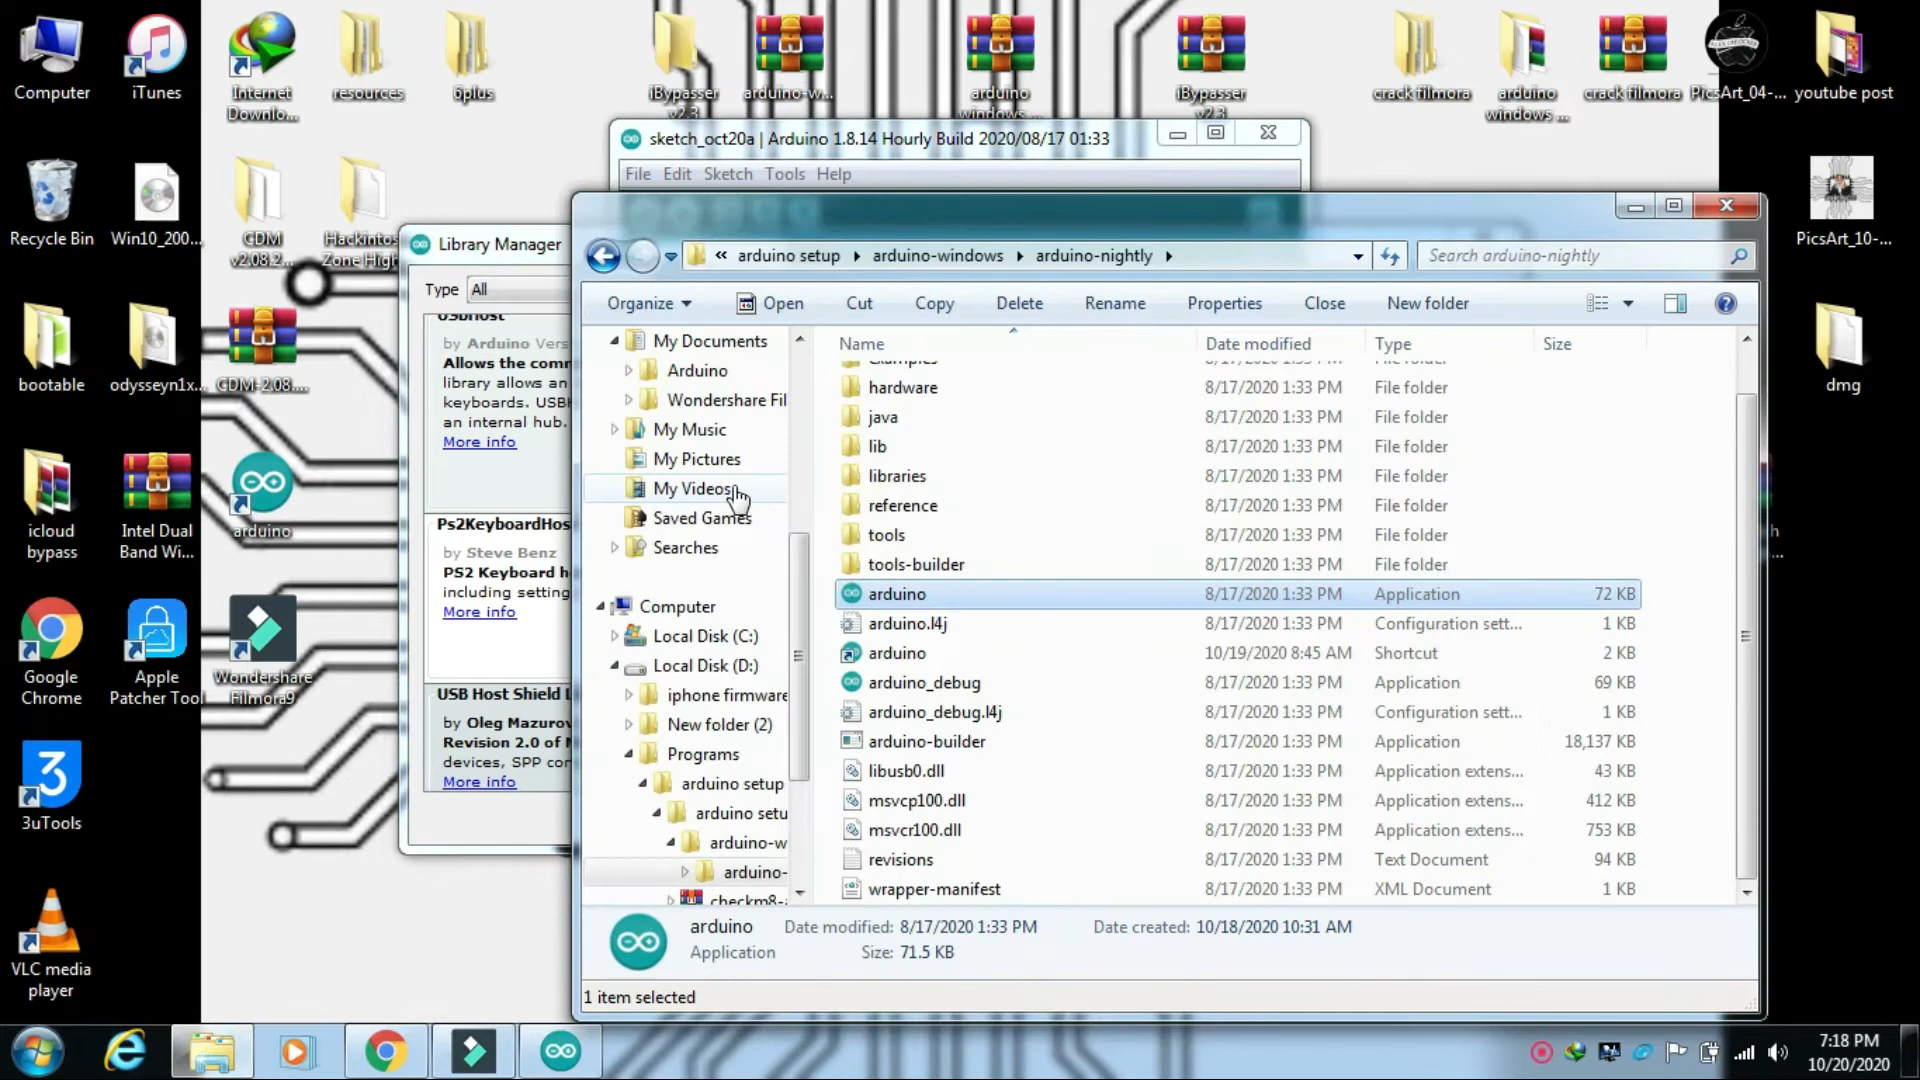 Computer
iTunes
Internet
Downlo...
resources
6plus
iBypasser
v2.3
arduino-w...
arduino
windows ...
iBypasser
v2.3
crack filmora
arduino
windows ...
crack filmora
PicsArt_04-...
youtube post
Recycle Bin
Win10_200...
CDM
v2.08.2...
Hackintos
Zone High
PicsArt_10-...
bootable
odysseyn1x...
CDM-2.08....
dmg
icloud
bypass
Intel Dual
Band Wi...
arduino
Google
Chrome
Apple
Patcher Tool
Wondershare
Filmora9
3uTools
VLC media
player
sketch_oct20a | Arduino 1.8.14 Hourly Build 2020/08/17 01:33
File Edit Sketch Tools Help
Library Manager
Type All
USBHost
by Arduino Vers
Allows the comm
library allows an
keyboards. USBH
an internal hub.
More info
Ps2KeyboardHos
by Steve Benz
PS2 Keyboard h
including setting
More info
USB Host Shield L
by Oleg Mazurov
Revision 2.0 of M
devices, SPP con
More info
« arduino setup arduino-windows arduino-nightly
Search arduino-nightly
Organize Open Cut Copy Delete Rename Properties Close New folder
My Documents
Arduino
Wondershare Fil
My Music
My Pictures
My Videos
Saved Games
Searches
Computer
Local Disk (C:)
Local Disk (D:)
iphone firmware
New folder (2)
Programs
arduino setup
arduino setu
arduino-w
arduino-
checkm8-
Name Date modified Type Size
examples 8/17/2020 1:33 PM File folder
hardware 8/17/2020 1:33 PM File folder
java 8/17/2020 1:33 PM File folder
lib 8/17/2020 1:33 PM File folder
libraries 8/17/2020 1:33 PM File folder
reference 8/17/2020 1:33 PM File folder
tools 8/17/2020 1:33 PM File folder
tools-builder 8/17/2020 1:33 PM File folder
arduino 8/17/2020 1:33 PM Application 72 KB
arduino.l4j 8/17/2020 1:33 PM Configuration sett... 1 KB
arduino 10/19/2020 8:45 AM Shortcut 2 KB
arduino_debug 8/17/2020 1:33 PM Application 69 KB
arduino_debug.l4j 8/17/2020 1:33 PM Configuration sett... 1 KB
arduino-builder 8/17/2020 1:33 PM Application 18,137 KB
libusb0.dll 8/17/2020 1:33 PM Application extens... 43 KB
msvcp100.dll 8/17/2020 1:33 PM Application extens... 412 KB
msvcr100.dll 8/17/2020 1:33 PM Application extens... 753 KB
revisions 8/17/2020 1:33 PM Text Document 94 KB
wrapper-manifest 8/17/2020 1:33 PM XML Document 1 KB
arduino Date modified: 8/17/2020 1:33 PM Date created: 10/18/2020 10:31 AM
Application Size: 71.5 KB
1 item selected
7:18 PM
10/20/2020